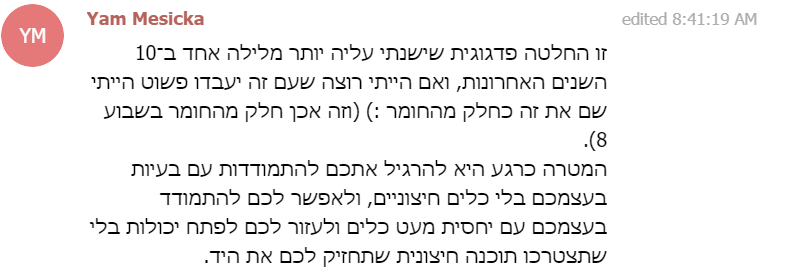 YM
Yam Mesicka
edited 8:41:19 AM
זו החלטה פדגוגית שישנתי עליה יותר מלילה אחד ב־10
השנים האחרונות, ואם הייתי רוצה שעם זה יעבדו פשוט הייתי
שם את זה כחלק מהחומר :) (וזה אכן חלק מהחומר בשבוע
8).
המטרה כרגע היא להרגיל אתכם להתמודדות עם בעיות
בעצמכם בלי כלים חיצוניים, ולאפשר לכם להתמודד
בעצמכם עם יחסית מעט כלים ולעזור לכם לפתח יכולות בלי
שתצטרכו תוכנה חיצונית שתחזיק לכם את היד.